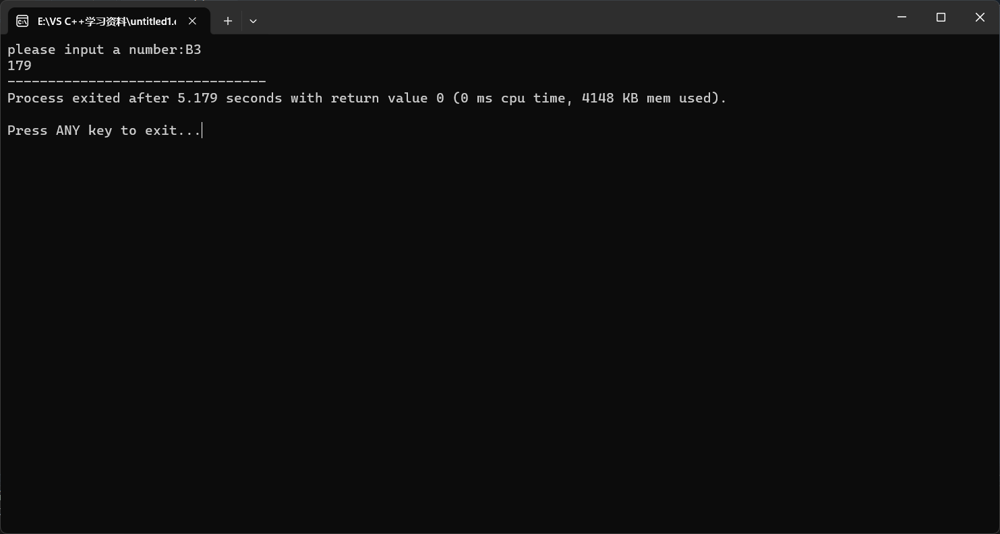 E:\VS C++学习资料\untitled1.
please input a number:B3
179
--------------------------------
Process exited after 5.179 seconds with return value 0 (0 ms cpu time, 4148 KB mem used).
Press ANY key to exit...